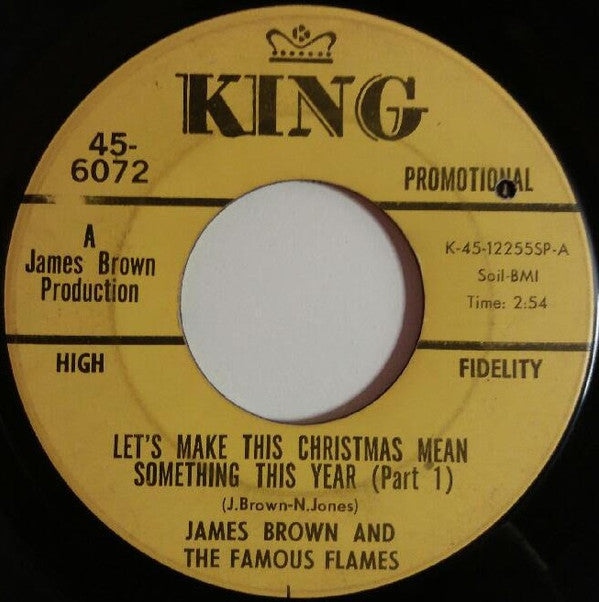 KING
45-
6072
PROMOTIONAL
A
James Brown
Production
K-45-12255SP-A
Soil-BMI
Time: 2:54
HIGH
FIDELITY
LET'S MAKE THIS CHRISTMAS MEAN
SOMETHING THIS YEAR (Part 1)
(J.Brown-N.Jones)
JAMES BROWN AND
THE FAMOUS FLAMES